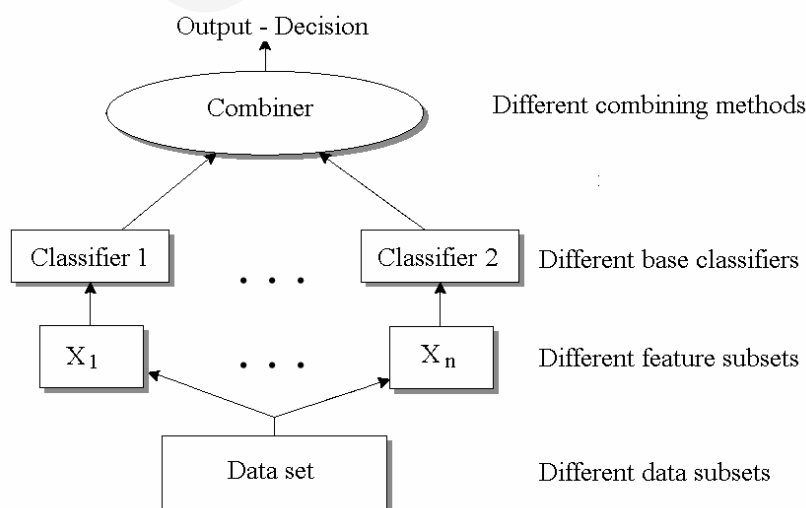 Output - Decision
Combiner
Different combining methods
Classifier 1
Classifier 2
Different base classifiers
. . .
X1
Xn
Different feature subsets
. . .
Data set
Different data subsets